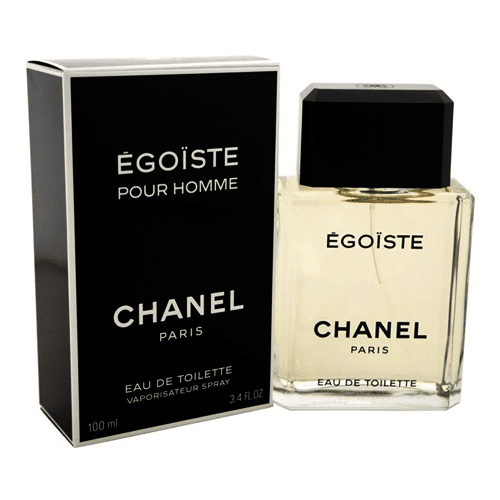 ÉGOÏSTE
POUR HOMME
CHANEL
PARIS
EAU DE TOILETTE
VAPORISATEUR SPRAY
100 ml 3.4 FL.OZ
ÉGOÏSTE
CHANEL
PARIS
EAU DE TOILETTE